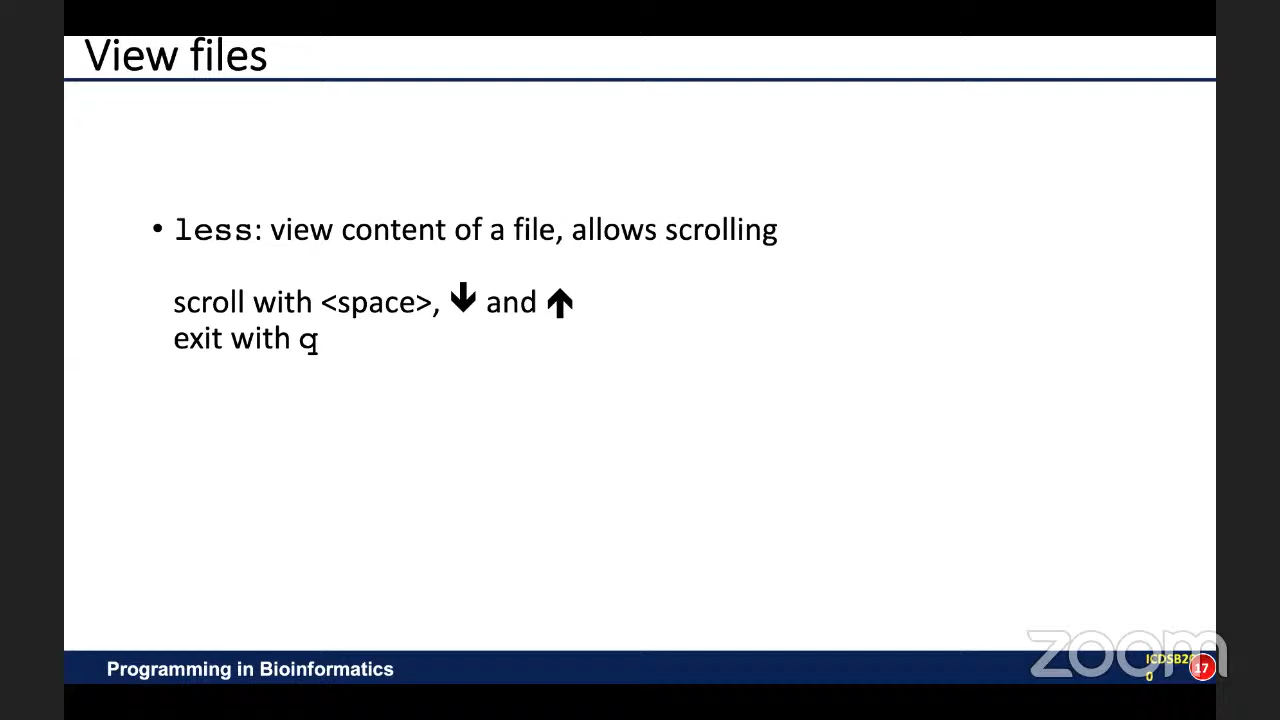 View files
• less: view content of a file, allows scrolling
scroll with <space>, 🡇 and 🡅
exit with q
Programming in Bioinformatics
zoom
17
0